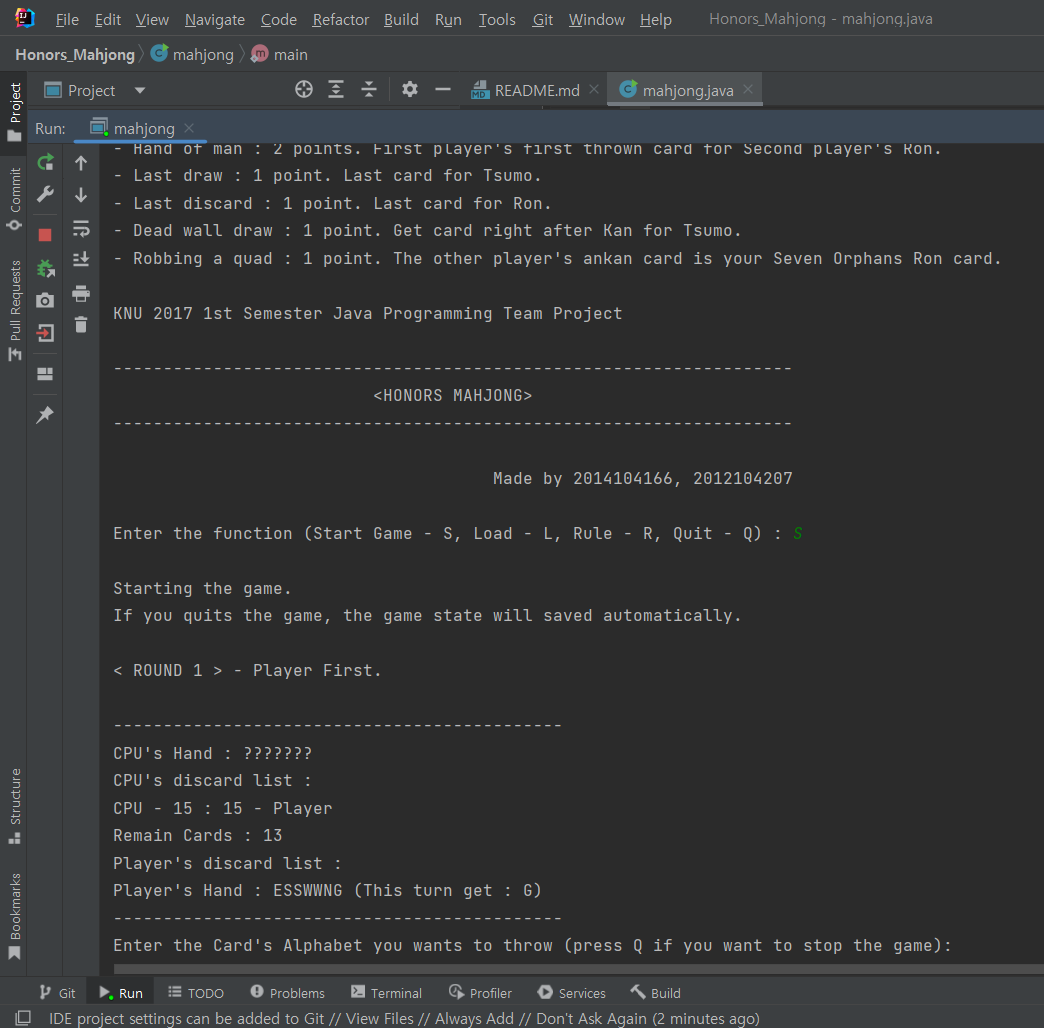 File Edit View Navigate Code Refactor Build Run Tools Git Window Help Honors_Mahjong - mahjong.java
Honors_Mahjong mahjong main
Project README.md mahjong.java
Run: mahjong
Project
Commit
Pull Requests
Structure
Bookmarks
- Hand of man : 2 points. First player's first thrown card for Second player's Ron.
- Last draw : 1 point. Last card for Tsumo.
- Last discard : 1 point. Last card for Ron.
- Dead wall draw : 1 point. Get card right after Kan for Tsumo.
- Robbing a quad : 1 point. The other player's ankan card is your Seven Orphans Ron card.
KNU 2017 1st Semester Java Programming Team Project
--------------------------------------------------------------------
<HONORS MAHJONG>
--------------------------------------------------------------------
Made by 2014104166, 2012104207
Enter the function (Start Game - S, Load - L, Rule - R, Quit - Q) : S
Starting the game.
If you quits the game, the game state will saved automatically.
< ROUND 1 > - Player First.
---------------------------------------------
CPU's Hand : ???????
CPU's discard list :
CPU - 15 : 15 - Player
Remain Cards : 13
Player's discard list :
Player's Hand : ESSWWNG (This turn get : G)
---------------------------------------------
Enter the Card's Alphabet you wants to throw (press Q if you want to stop the game):
Git Run TODO Problems Terminal Profiler Services Build
IDE project settings can be added to Git // View Files // Always Add // Don't Ask Again (2 minutes ago)